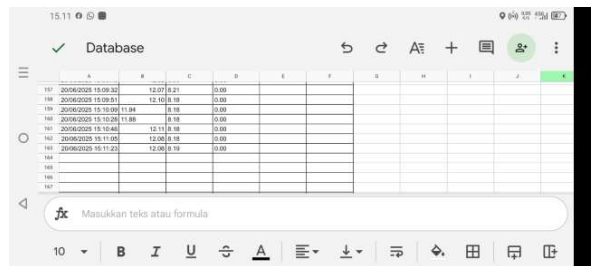 15.11
Database
A B C D E F G H I J K
157 20/06/2025 15:09:32 12.07 8.21 0.00
158 20/06/2025 15:09:51 12.10 8.18 0.00
159 20/06/2025 15:10:09 11.94 8.18 0.00
160 20/06/2025 15:10:28 11.88 8.18 0.00
161 20/06/2025 15:10:48 12.11 8.18 0.00
162 20/06/2025 15:11:05 12.08 8.18 0.00
163 20/06/2025 15:11:23 12.06 8.19 0.00
164
165
166
167
fx Masukkan teks atau formula
10 B I U S A